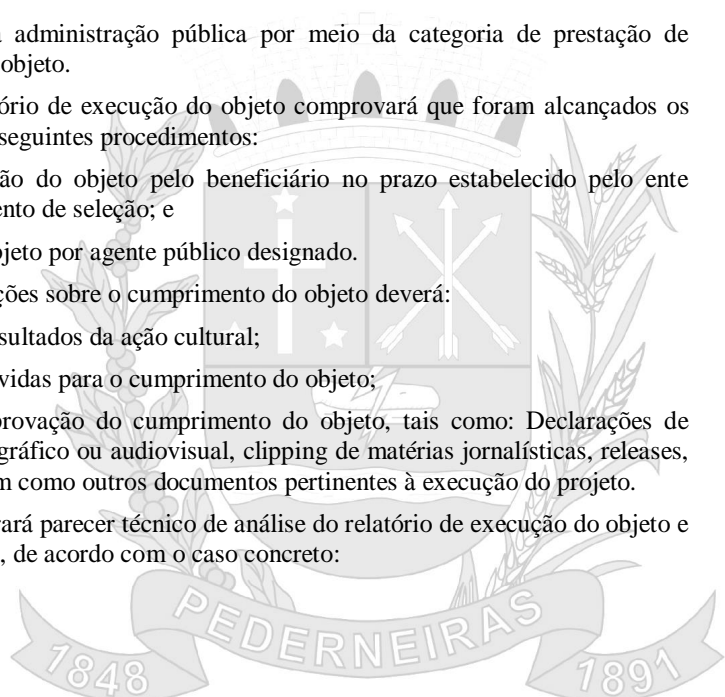 administração pública por meio da categoria de prestação de
objeto.
ório de execução do objeto comprovará que foram alcançados os
seguintes procedimentos:
ão do objeto pelo beneficiário no prazo estabelecido pelo ente
ento de seleção; e
jeto por agente público designado.
ções sobre o cumprimento do objeto deverá:
sultados da ação cultural;
vidas para o cumprimento do objeto;
provação do cumprimento do objeto, tais como: Declarações de
gráfico ou audiovisual, clipping de matérias jornalísticas, releases,
m como outros documentos pertinentes à execução do projeto.
rará parecer técnico de análise do relatório de execução do objeto e
, de acordo com o caso concreto:
PEDERNEIRAS
1848 1891